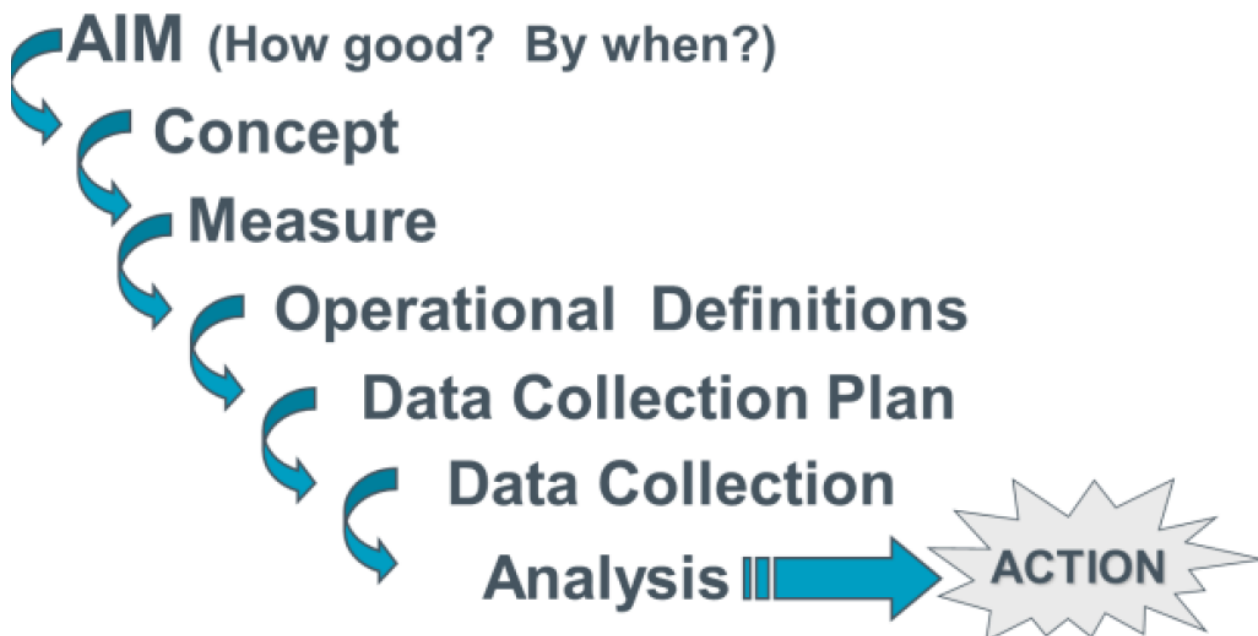 AIM (How good? By when?)
Concept
Measure
Operational Definitions
Data Collection Plan
Data Collection
Analysis
ACTION